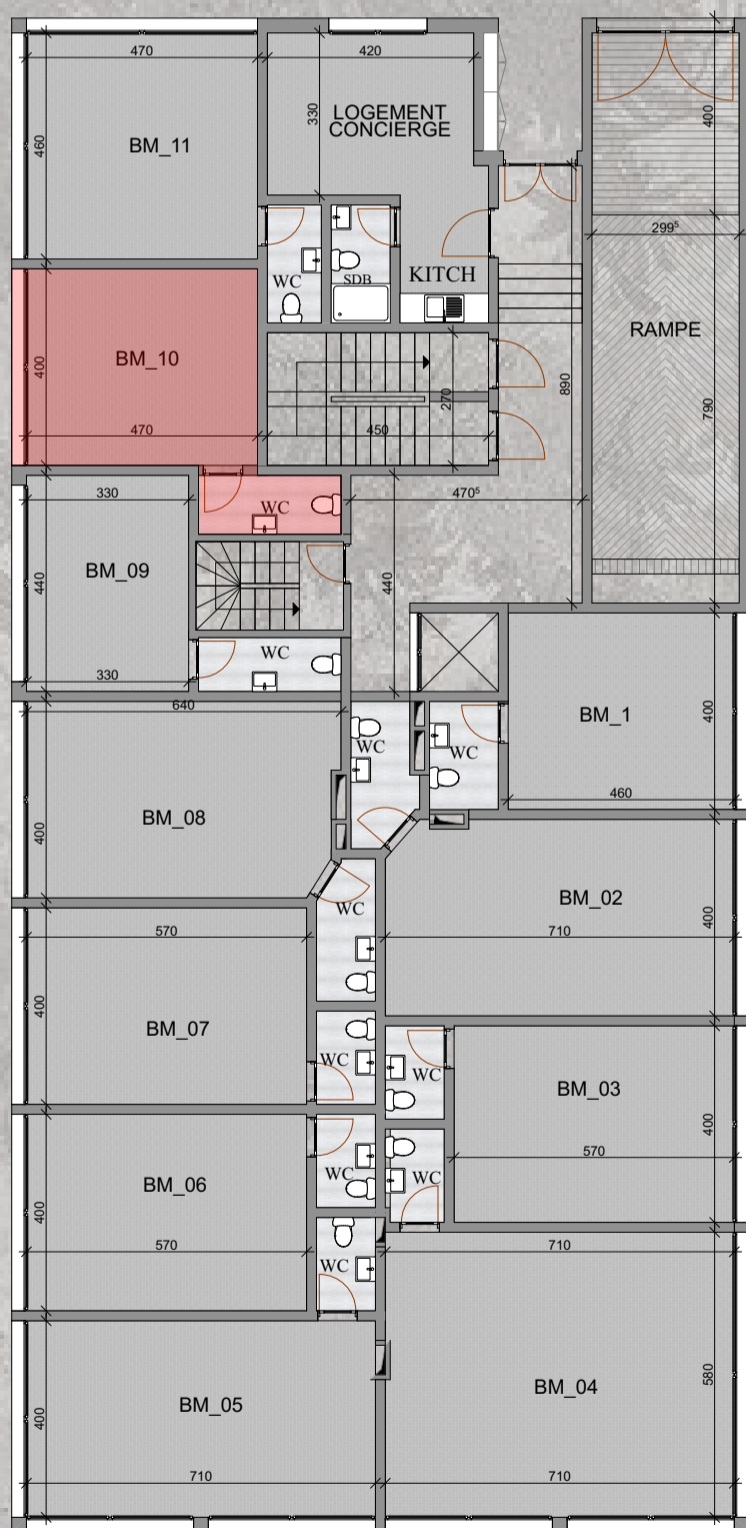 470
420
400
330
LOGEMENT
CONCIERGE
460
BM_11
299⁵
WC
SDB
KITCH
RAMPE
BM_10
400
270
890
790
470
450
330
WC
470⁵
BM_09
440
440
WC
330
640
BM_1
400
WC
WC
460
BM_08
400
BM_02
WC
400
570
710
BM_07
400
WC
WC
BM_03
400
570
BM_06
WC
WC
400
570
710
WC
BM_04
580
BM_05
400
710
710